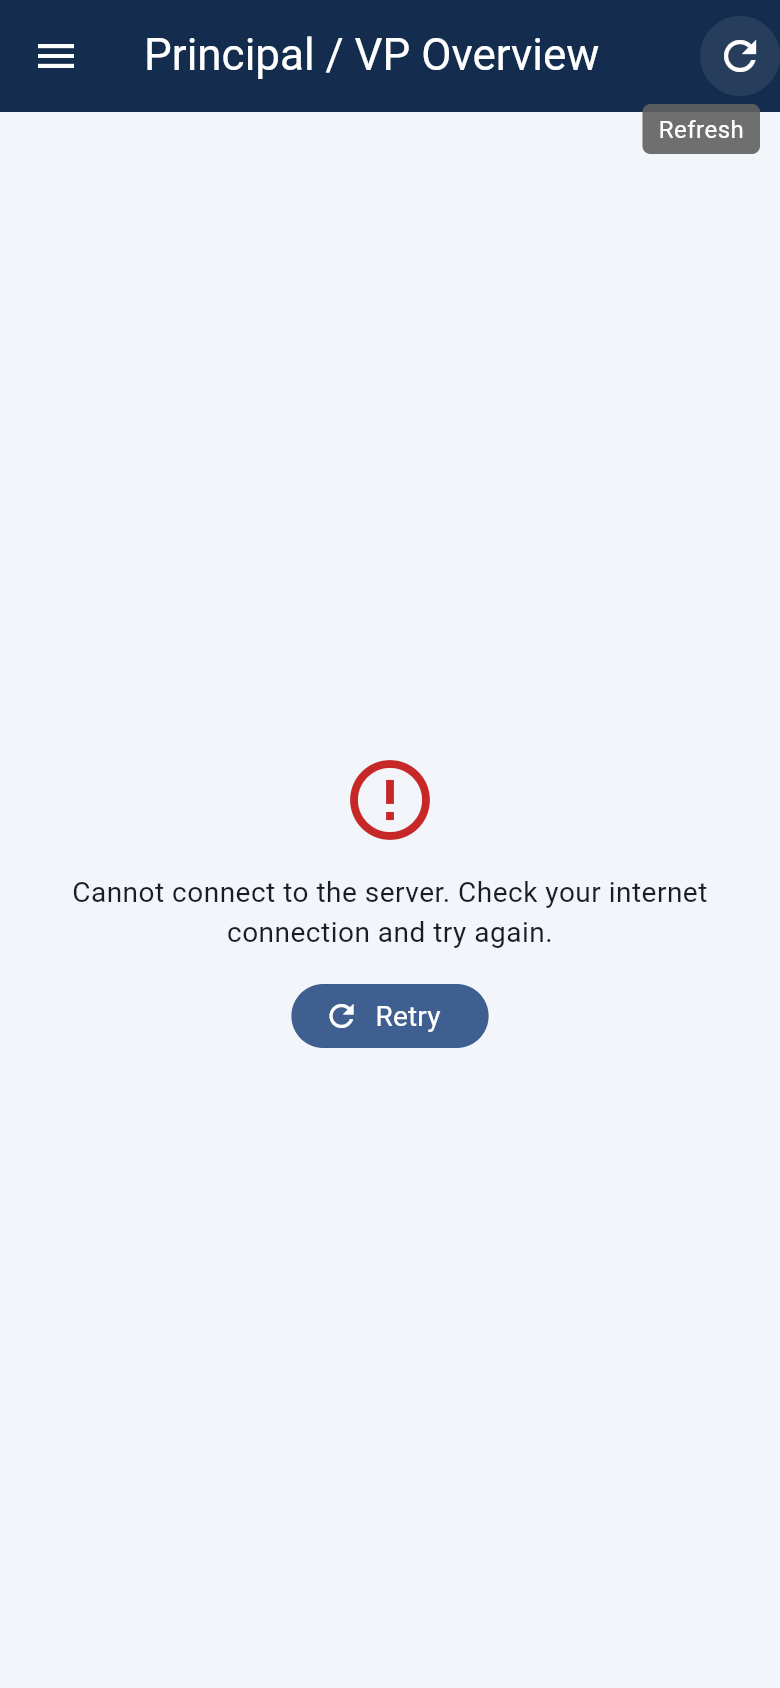 Principal / VP Overview
Refresh
Cannot connect to the server. Check your internet
connection and try again.
Retry